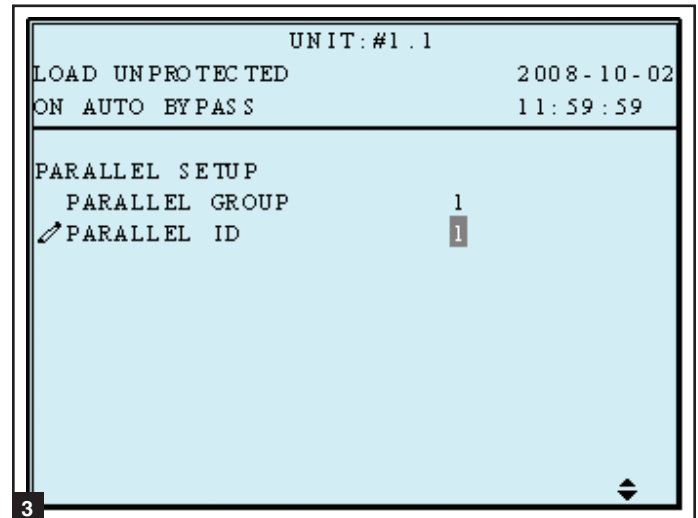 UNIT:#1.1
LOAD UNPROTECTED 2008-10-02
ON AUTO BYPASS 11:59:59
PARALLEL SETUP
PARALLEL GROUP 1
PARALLEL ID 1
3